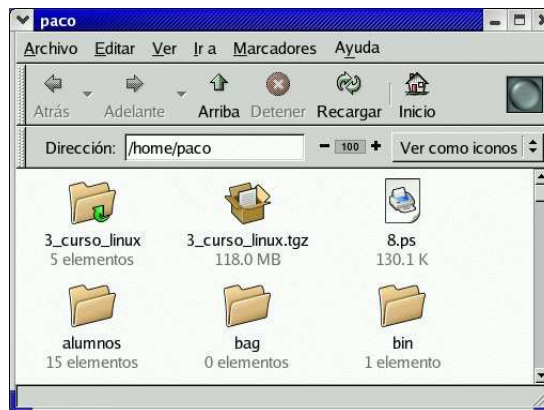 paco
Archivo Editar Ver Ir a Marcadores Ayuda
Atrás Adelante Arriba Detener Recargar Inicio
Dirección: /home/paco 100 Ver como iconos
3_curso_linux 3_curso_linux.tgz 8.ps
5 elementos 118.0 MB 130.1 K
alumnos bag bin
15 elementos 0 elementos 1 elemento